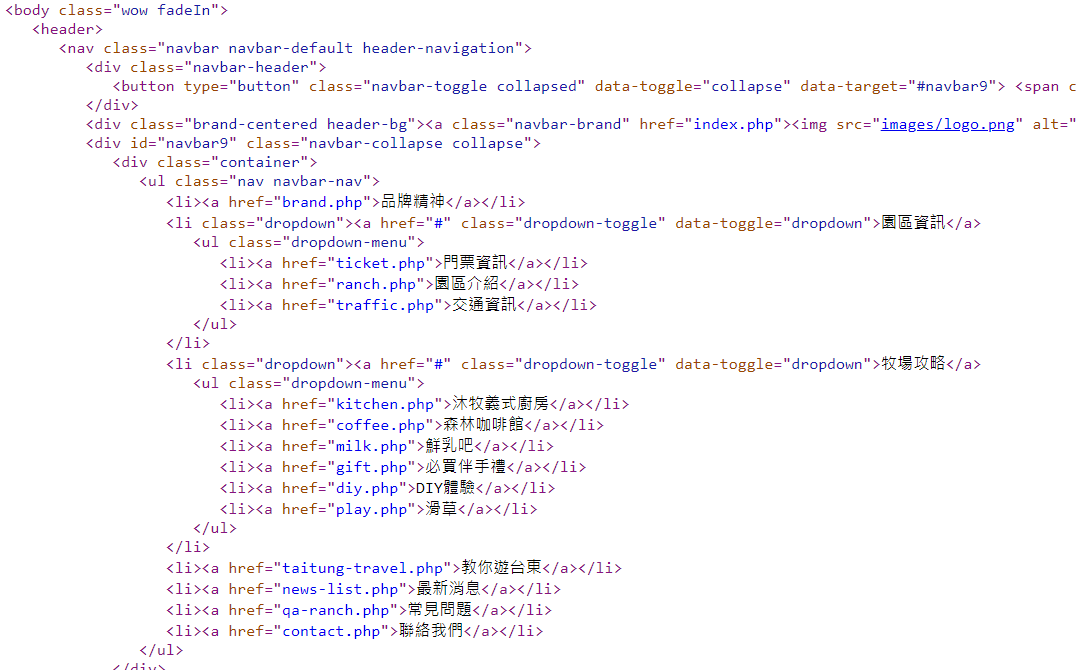 <body class="wow fadeIn">
<header>
<nav class="navbar navbar-default header-navigation">
<div class="navbar-header">
<button type="button" class="navbar-toggle collapsed" data-toggle="collapse" data-target="#navbar9"> <span c
</div>
<div class="brand-centered header-bg"><a class="navbar-brand" href="index.php"><img src="images/logo.png" alt="
<div id="navbar9" class="navbar-collapse collapse">
<div class="container">
<ul class="nav navbar-nav">
<li><a href="brand.php">品牌精神</a></li>
<li class="dropdown"><a href="#" class="dropdown-toggle" data-toggle="dropdown">園區資訊</a>
<ul class="dropdown-menu">
<li><a href="ticket.php">門票資訊</a></li>
<li><a href="ranch.php">園區介紹</a></li>
<li><a href="traffic.php">交通資訊</a></li>
</ul>
</li>
<li class="dropdown"><a href="#" class="dropdown-toggle" data-toggle="dropdown">牧場攻略</a>
<ul class="dropdown-menu">
<li><a href="kitchen.php">沐牧義式廚房</a></li>
<li><a href="coffee.php">森林咖啡館</a></li>
<li><a href="milk.php">鮮乳吧</a></li>
<li><a href="gift.php">必買伴手禮</a></li>
<li><a href="diy.php">DIY體驗</a></li>
<li><a href="play.php">滑草</a></li>
</ul>
</li>
<li><a href="taitung-travel.php">教你遊台東</a></li>
<li><a href="news-list.php">最新消息</a></li>
<li><a href="qa-ranch.php">常見問題</a></li>
<li><a href="contact.php">聯絡我們</a></li>
</ul>
</div>